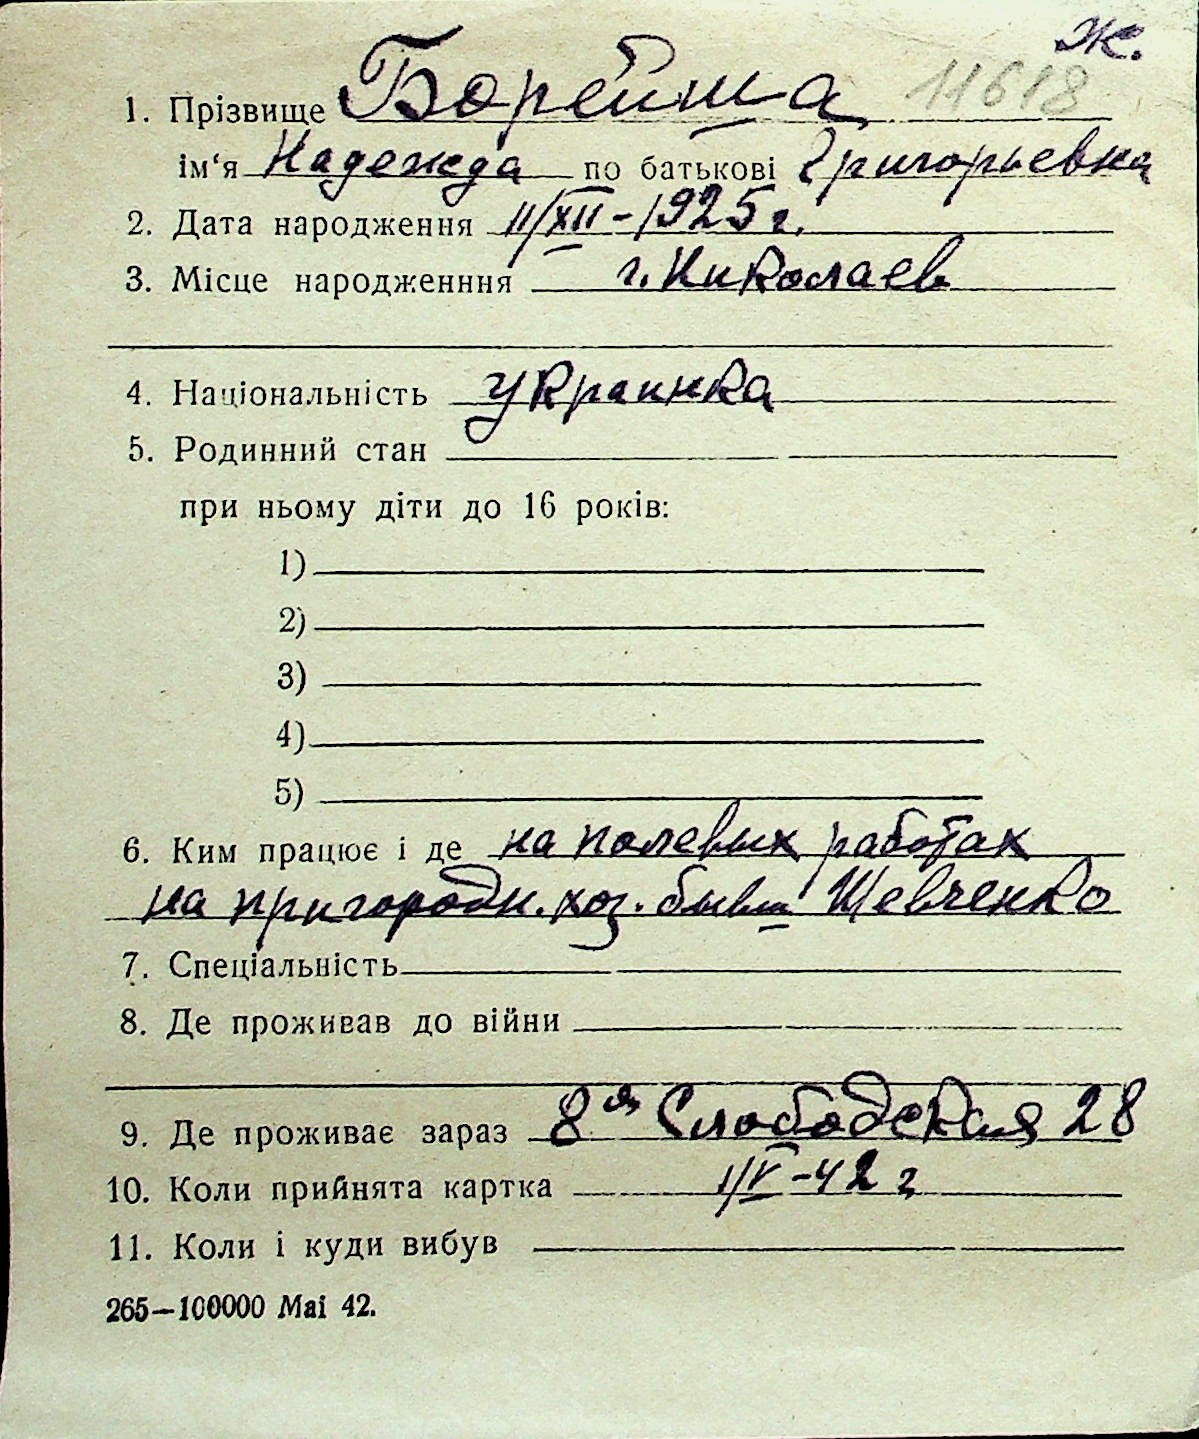 ж.
11618
1. Прізвище Борейша
ім'я Надежда по батькові Григорьевна
2. Дата народження 11/XII-1925 г.
3. Місце народженння г. Николаев
4. Національність украинка
5. Родинний стан
при ньому діти до 16 років:
1)
2)
3)
4)
5)
6. Ким працює і де на полевых работах
на пригородн. хоз. бывш Шевченко
7. Спеціальність
8. Де проживав до війни
9. Де проживає зараз 8ая Слободская 28
10. Коли прийнята картка 1/V-42 г
11. Коли і куди вибув
265—100000 Mai 42.